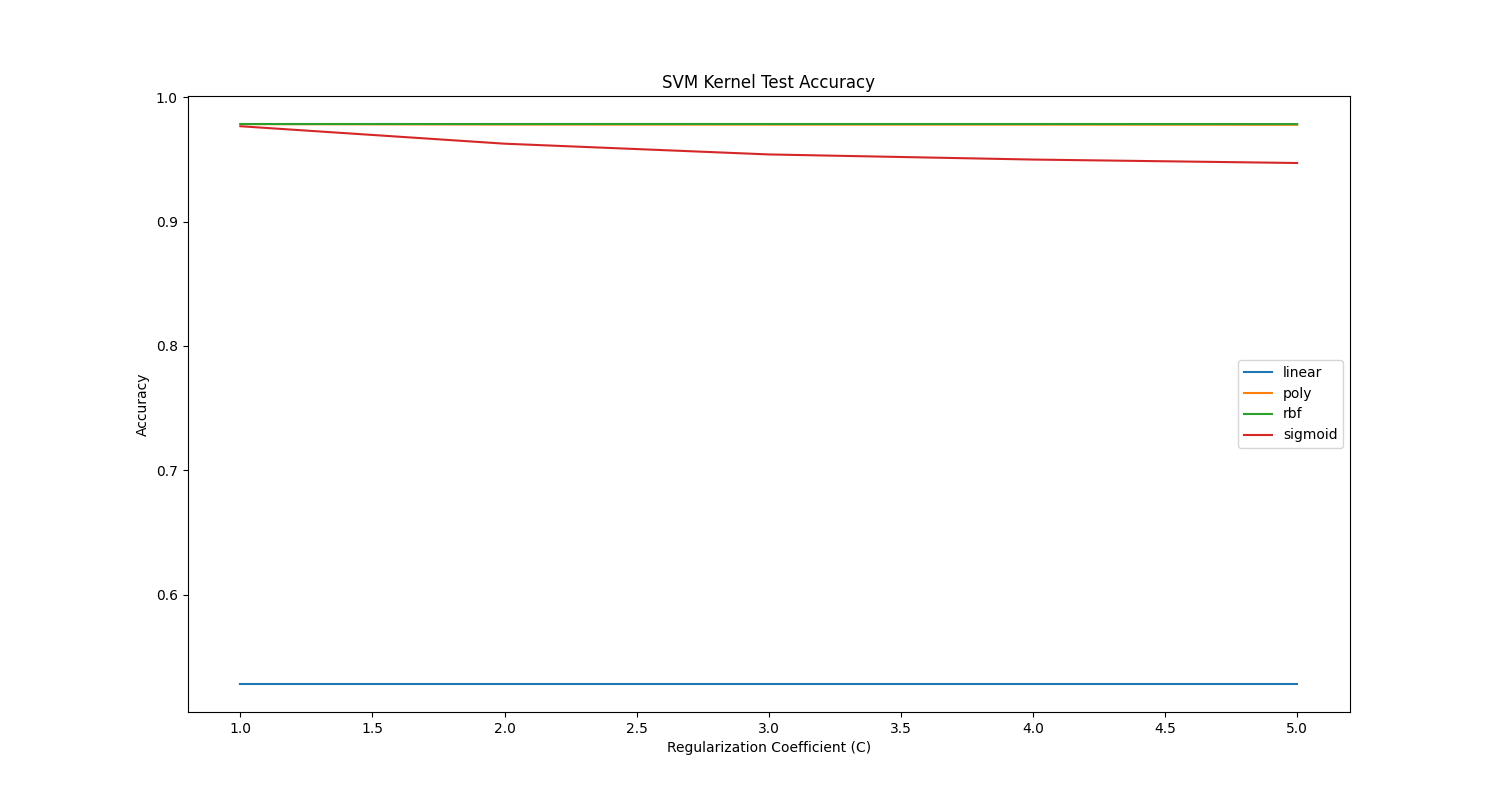 SVM Kernel Test Accuracy
1.0
0.9
0.8
0.7
0.6
Accuracy
linear
poly
rbf
sigmoid
1.0 1.5 2.0 2.5 3.0 3.5 4.0 4.5 5.0
Regularization Coefficient (C)